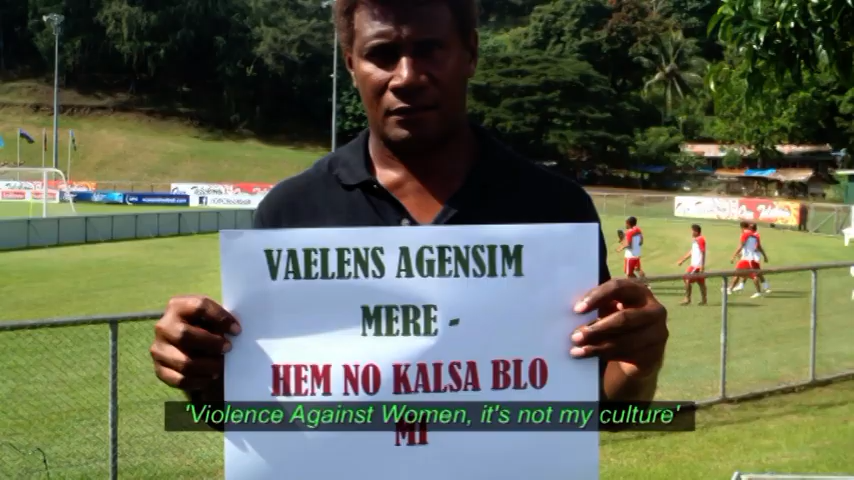 VAELENS AGENSIM
MERE -
HEM NO KALSA BLO
MI
'Violence Against Women, it's not my culture'